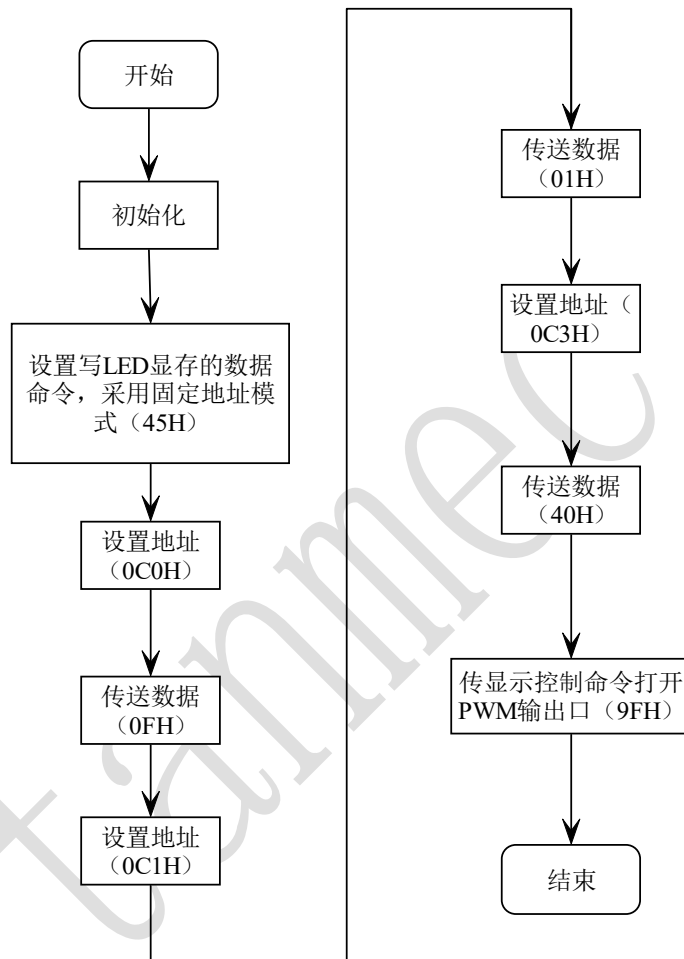 开始
初始化
设置写LED显存的数据
命令，采用固定地址模
式（45H）
设置地址
（0C0H）
传送数据
（0FH）
设置地址
（0C1H）
传送数据
（01H）
设置地址（
0C3H）
传送数据
（40H）
传显示控制命令打开
PWM输出口（9FH）
结束
tanmec